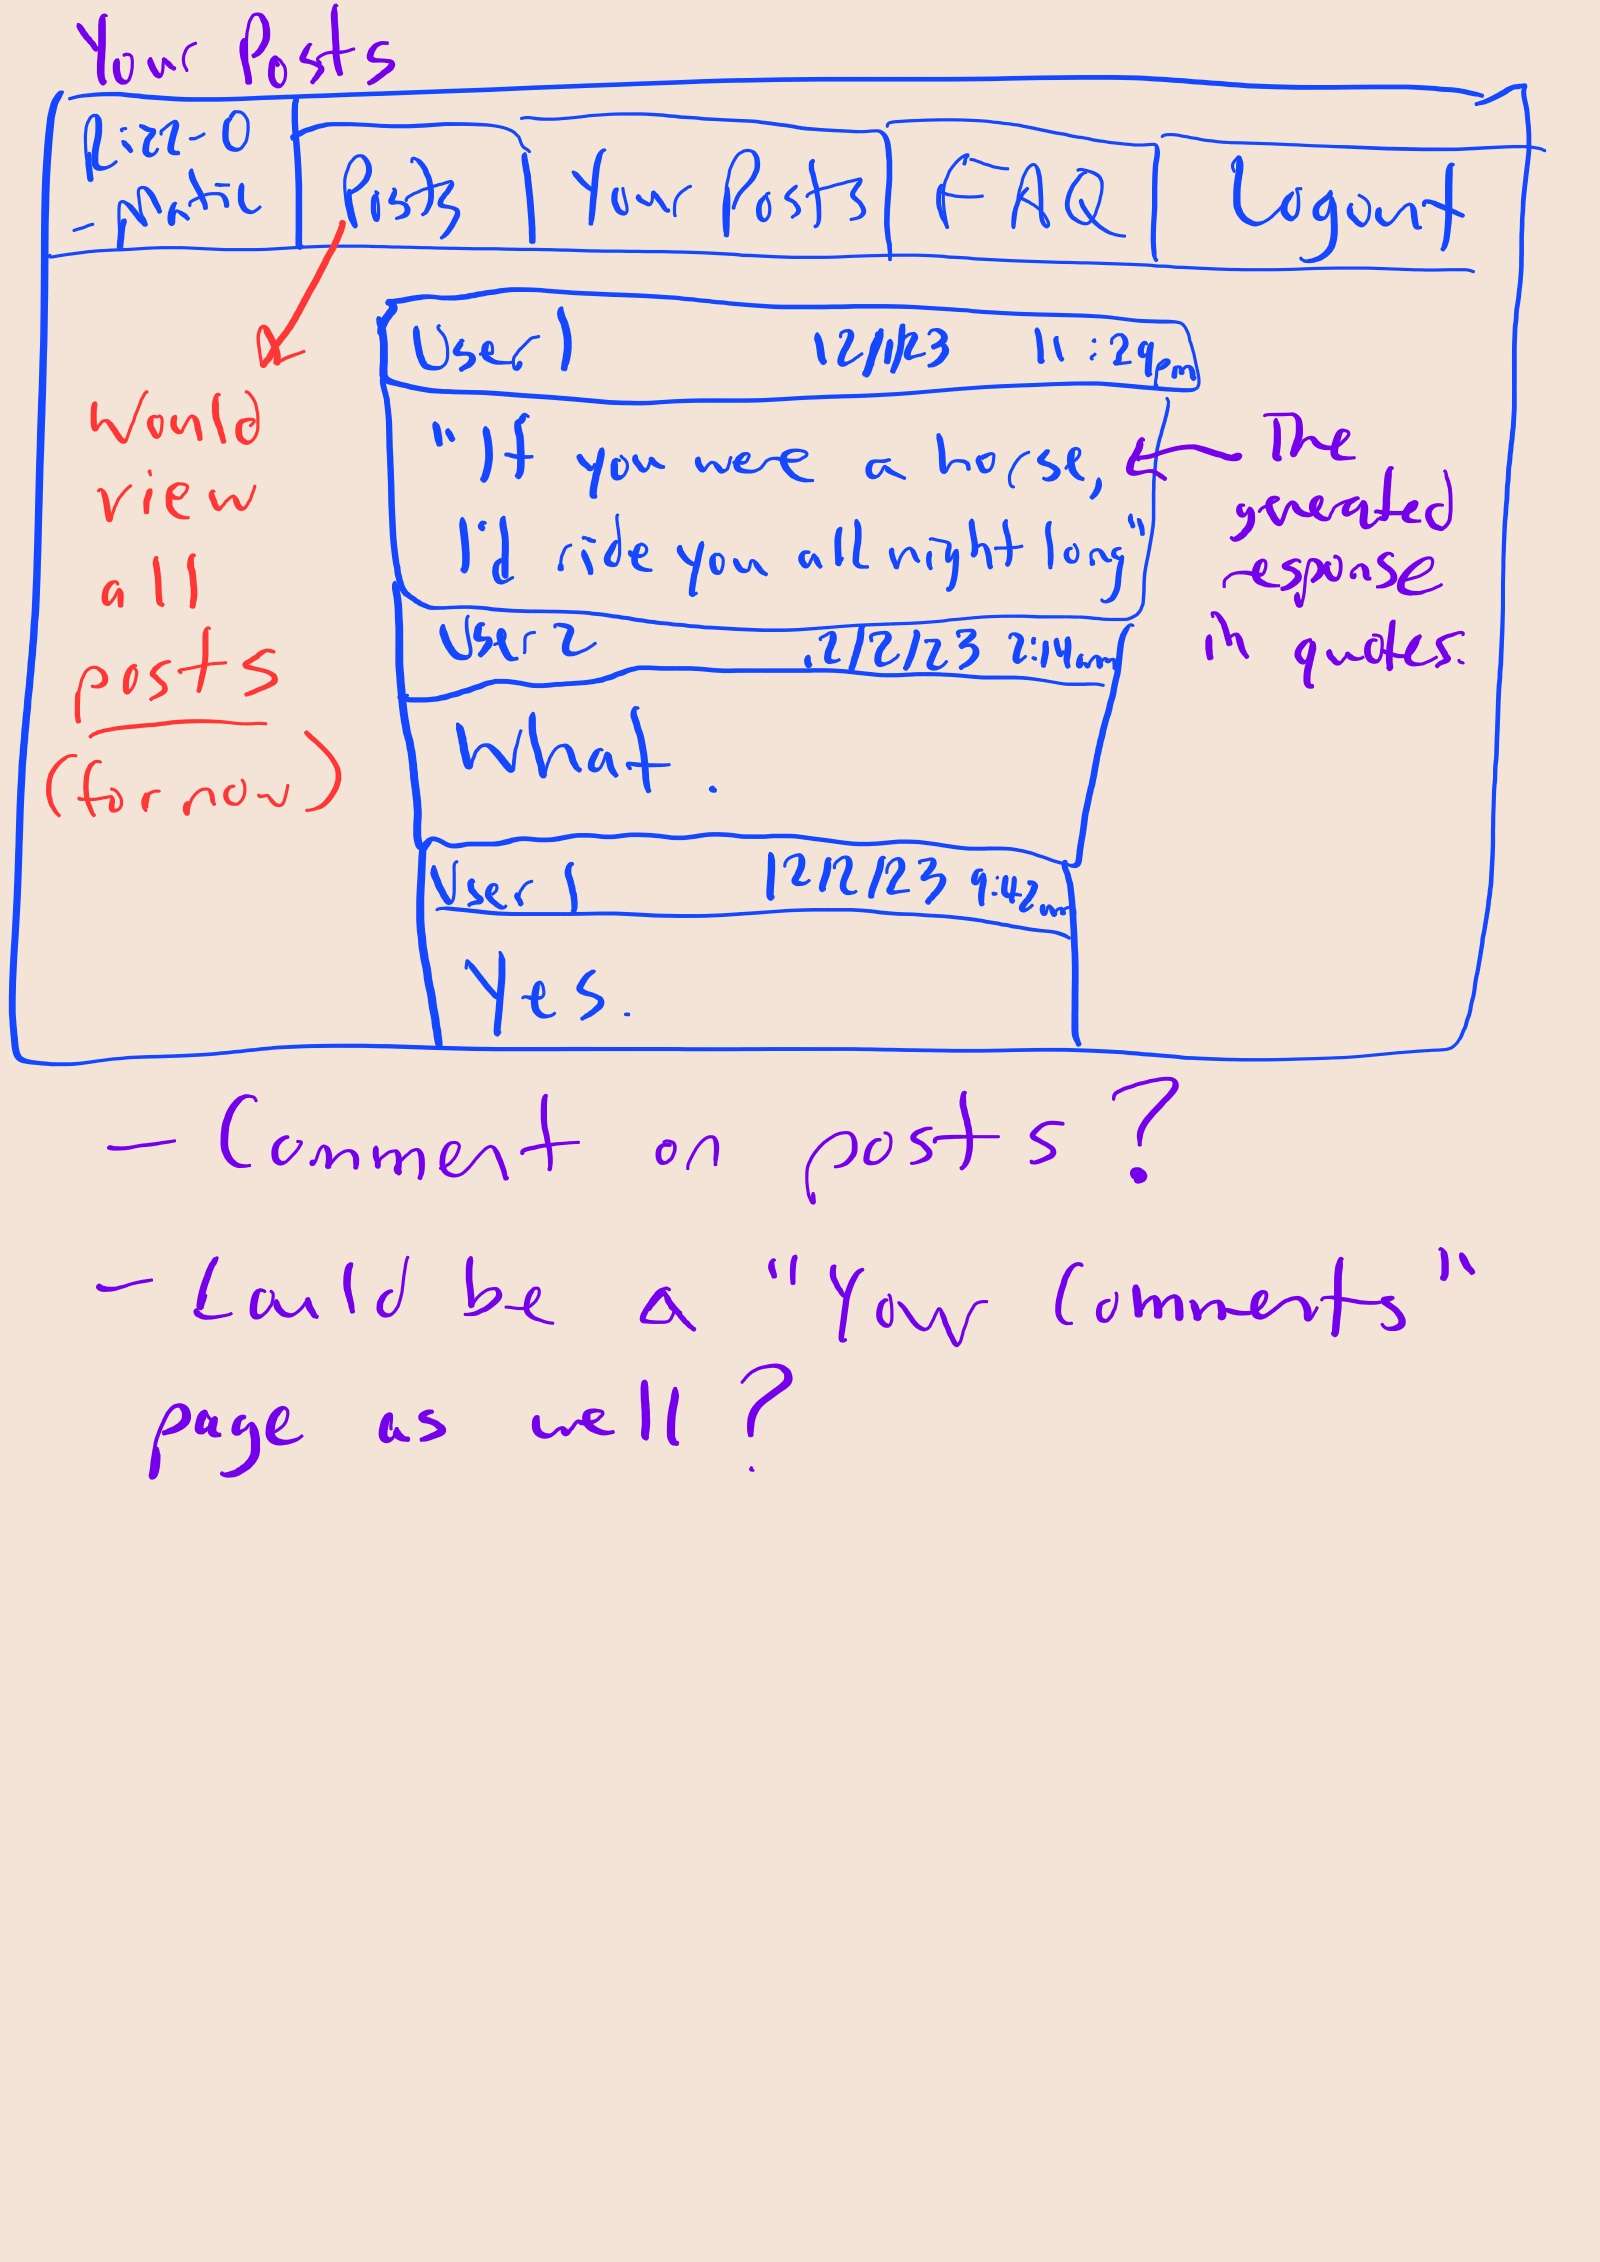 Your Posts
Rizz-O
-Matic
Posts
Your Posts
FAQ
Logout
User 1 12/1/23 11:29pm
"If you were a horse,
I'd ride you all night long"
User 2 12/2/23 2:14am
What.
User 1 12/2/23 9:42am
Yes.
Would
view
all
posts
(for now)
The
generated
response
in quotes.
- Comment on posts?
- Could be a "Your Comments"
page as well?